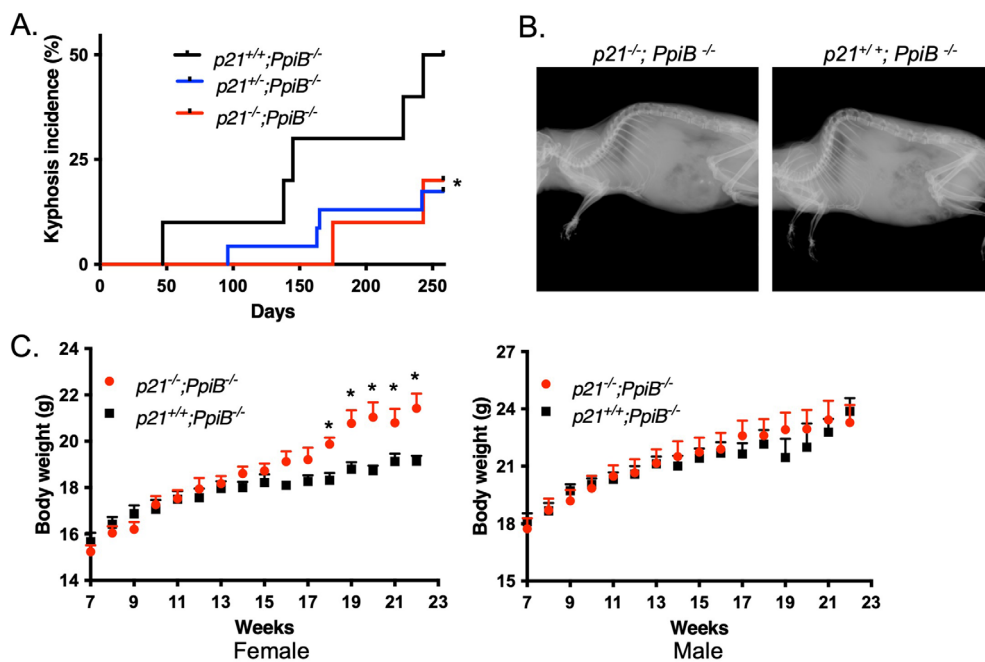 A.
Kyphosis incidence (%)
50
25
0
p21+/+;PpiB-/-
p21+/-;PpiB-/-
p21-/-;PpiB-/-
*
0 50 100 150 200 250
Days
B.
p21-/-; PpiB -/- p21+/+; PpiB -/-
C.
Body weight (g)
24
22
20
18
16
14
p21-/-;PpiB-/-
p21+/+;PpiB-/-
* * * * *
7 9 11 13 15 17 19 21 23
Weeks
Female
Body weight (g)
27
24
21
18
15
p21-/-;PpiB-/-
p21+/+;PpiB-/-
7 9 11 13 15 17 19 21 23
Weeks
Male